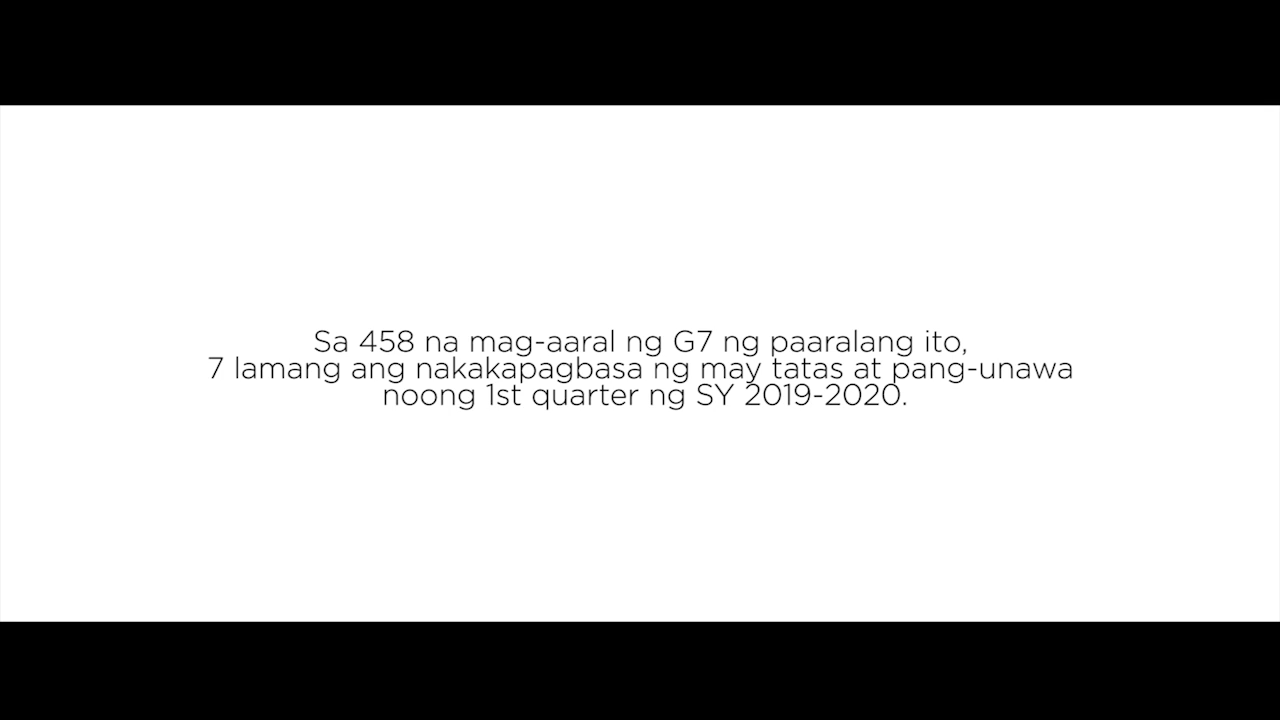 Sa 458 na mag-aaral ng G7 ng paaralang ito,
7 lamang ang nakakapagbasa ng may tatas at pang-unawa
noong 1st quarter ng SY 2019-2020.